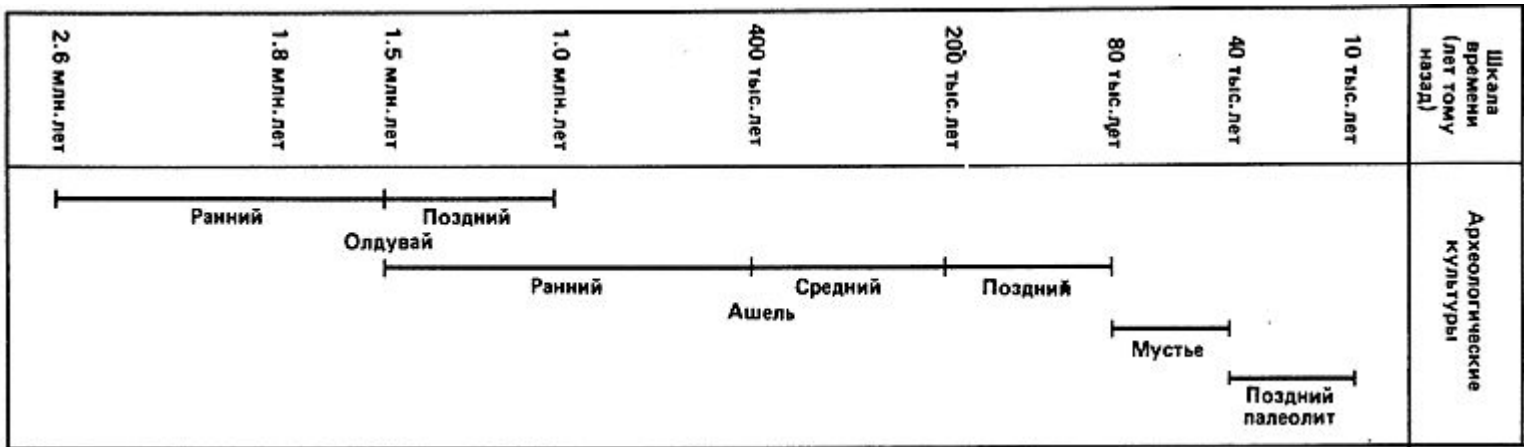 2.6 млн.лет
1.8 млн.лет
1.5 млн.лет
1.0 млн.лет
400 тыс.лет
200 тыс.лет
80 тыс.лет
40 тыс.лет
10 тыс.лет
Шкала
времени
(лет тому
назад)
Ранний
Поздний
Олдувай
Ранний
Средний
Поздний
Ашель
Мустье
Поздний
палеолит
Археологические
культуры